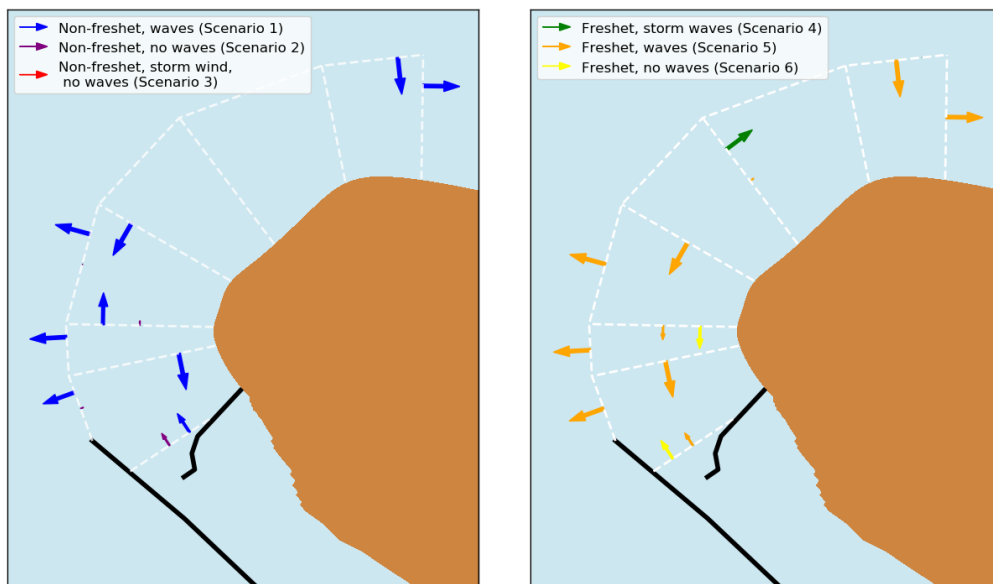 Non-freshet, waves (Scenario 1)
Non-freshet, no waves (Scenario 2)
Non-freshet, storm wind,
no waves (Scenario 3)
Freshet, storm waves (Scenario 4)
Freshet, waves (Scenario 5)
Freshet, no waves (Scenario 6)